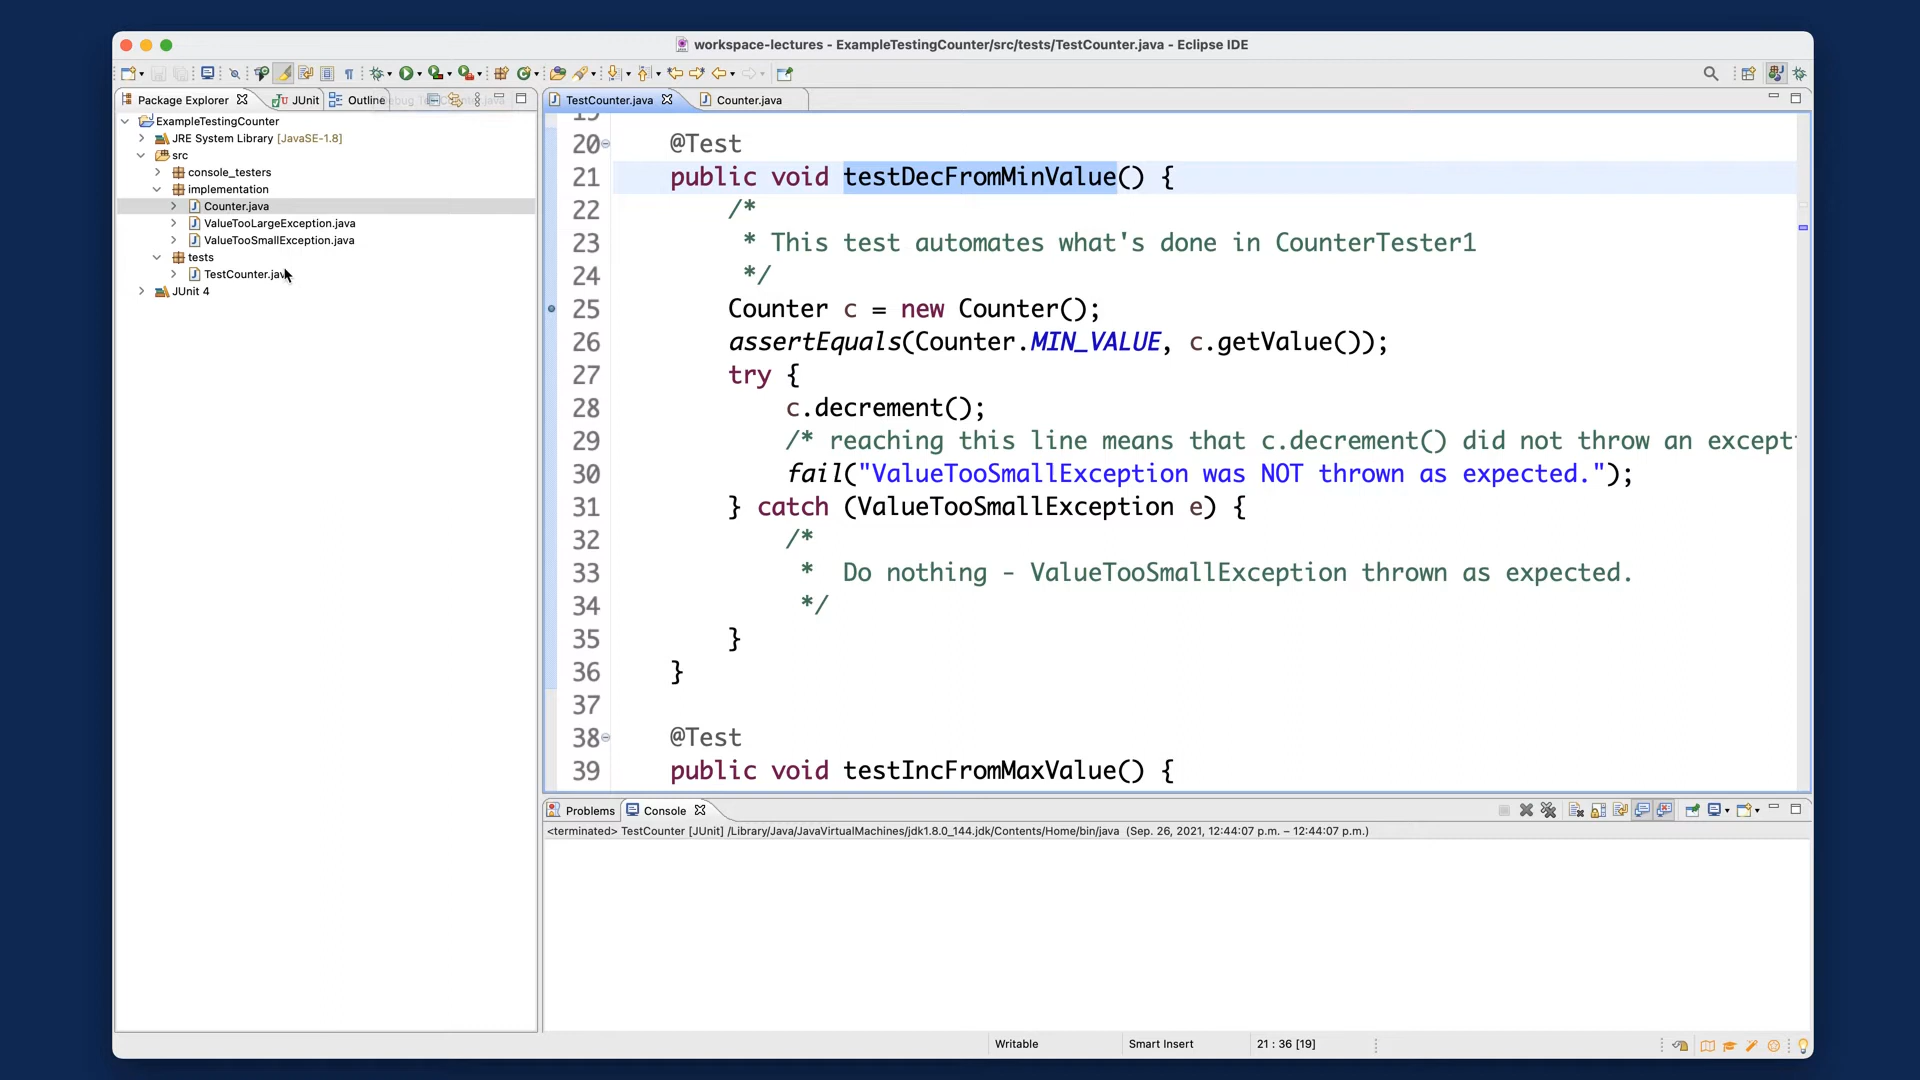 workspace-lectures - ExampleTestingCounter/src/tests/TestCounter.java - Eclipse IDE
Package Explorer
JUnit
Outline
TestCounter.java
Counter.java
ExampleTestingCounter
JRE System Library [JavaSE-1.8]
src
console_testers
implementation
Counter.java
ValueTooLargeException.java
ValueTooSmallException.java
tests
TestCounter.java
JUnit 4
19
20 @Test
21 public void testDecFromMinValue() {
22 /*
23 * This test automates what's done in CounterTester1
24 */
25 Counter c = new Counter();
26 assertEquals(Counter.MIN_VALUE, c.getValue());
27 try {
28 c.decrement();
29 /* reaching this line means that c.decrement() did not throw an except
30 fail("ValueTooSmallException was NOT thrown as expected.");
31 } catch (ValueTooSmallException e) {
32 /*
33 * Do nothing - ValueTooSmallException thrown as expected.
34 */
35 }
36 }
37
38 @Test
39 public void testIncFromMaxValue() {
Problems
Console
<terminated> TestCounter [JUnit] /Library/Java/JavaVirtualMachines/jdk1.8.0_144.jdk/Contents/Home/bin/java (Sep. 26, 2021, 12:44:07 p.m. – 12:44:07 p.m.)
Writable
Smart Insert
21 : 36 [19]